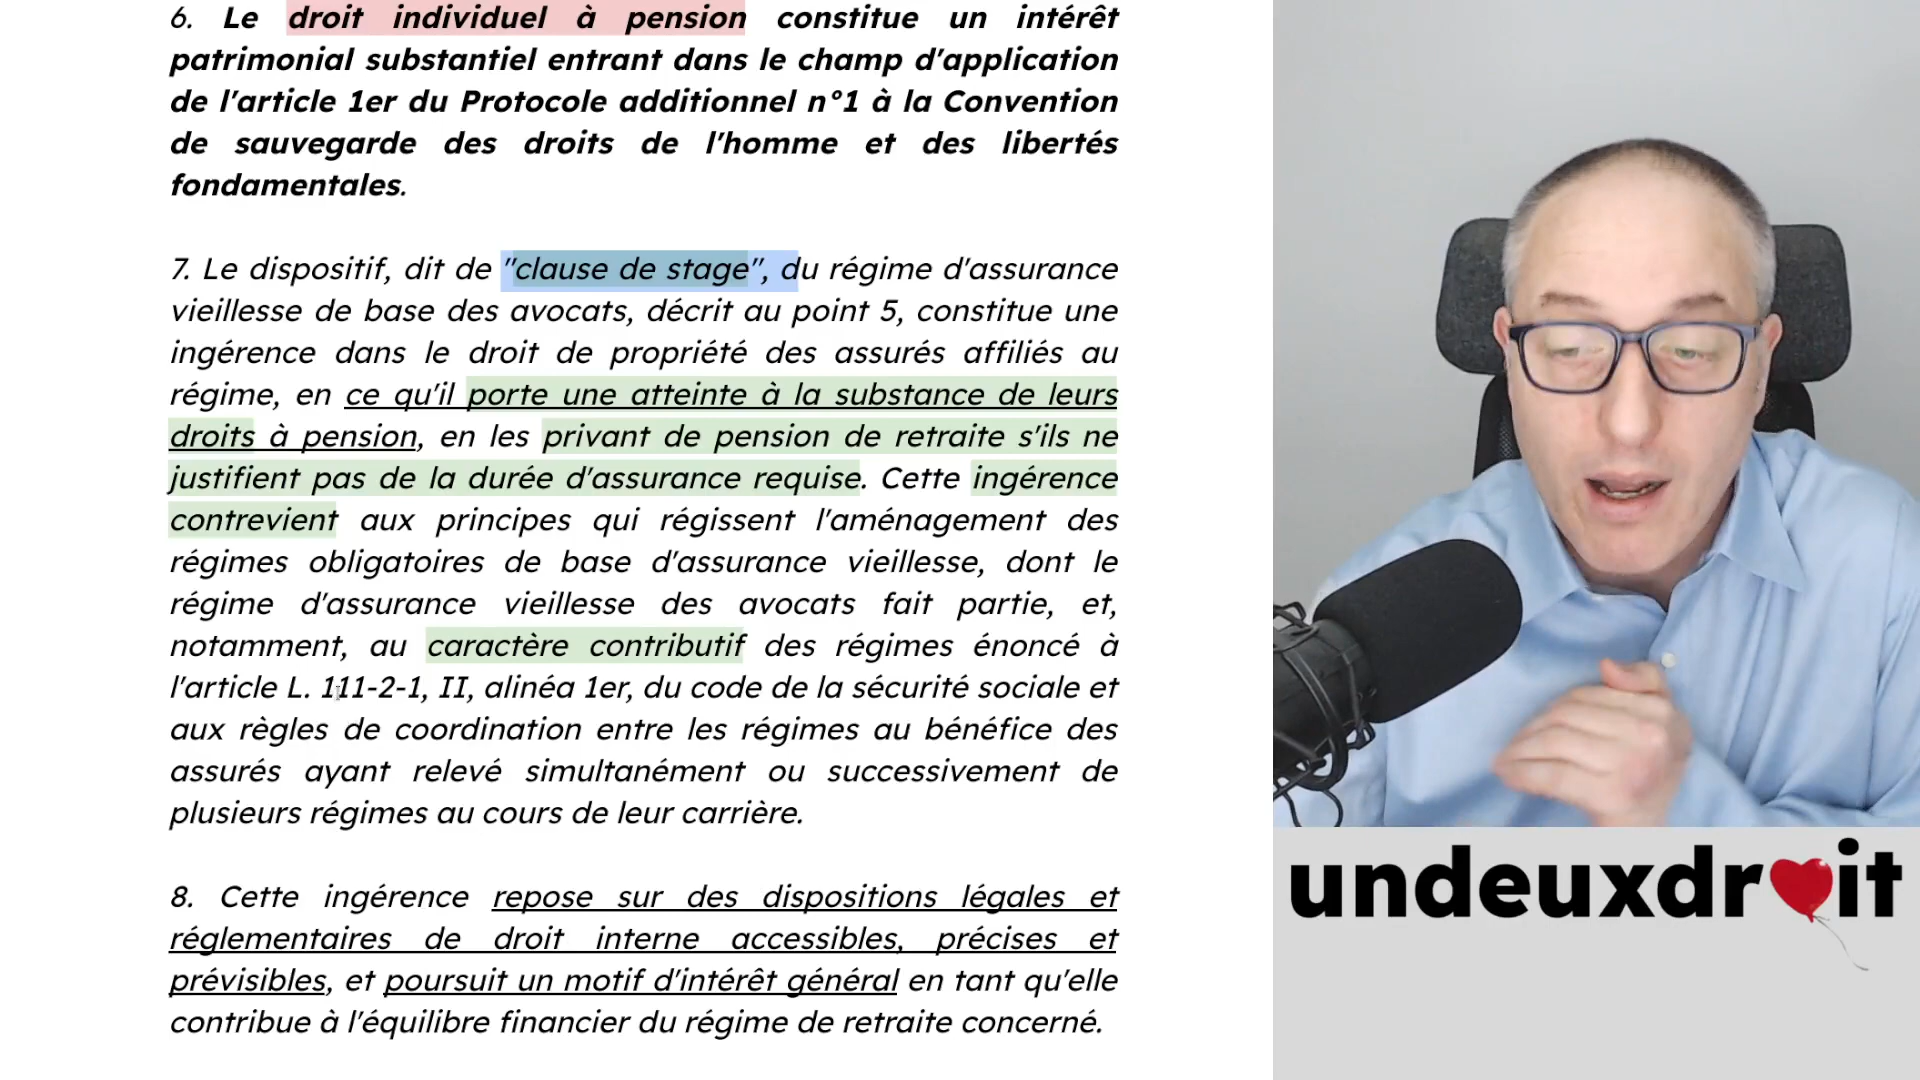 6. Le droit individuel à pension constitue un intérêt
patrimonial substantiel entrant dans le champ d'application
de l'article 1er du Protocole additionnel n°1 à la Convention
de sauvegarde des droits de l'homme et des libertés
fondamentales.
7. Le dispositif, dit de "clause de stage", du régime d'assurance
vieillesse de base des avocats, décrit au point 5, constitue une
ingérence dans le droit de propriété des assurés affiliés au
régime, en ce qu'il porte une atteinte à la substance de leurs
droits à pension, en les privant de pension de retraite s'ils ne
justifient pas de la durée d'assurance requise. Cette ingérence
contrevient aux principes qui régissent l'aménagement des
régimes obligatoires de base d'assurance vieillesse, dont le
régime d'assurance vieillesse des avocats fait partie, et,
notamment, au caractère contributif des régimes énoncé à
l'article L. 111-2-1, II, alinéa 1er, du code de la sécurité sociale et
aux règles de coordination entre les régimes au bénéfice des
assurés ayant relevé simultanément ou successivement de
plusieurs régimes au cours de leur carrière.
8. Cette ingérence repose sur des dispositions légales et
réglementaires de droit interne accessibles, précises et
prévisibles, et poursuit un motif d'intérêt général en tant qu'elle
contribue à l'équilibre financier du régime de retraite concerné.
undeuxdroit